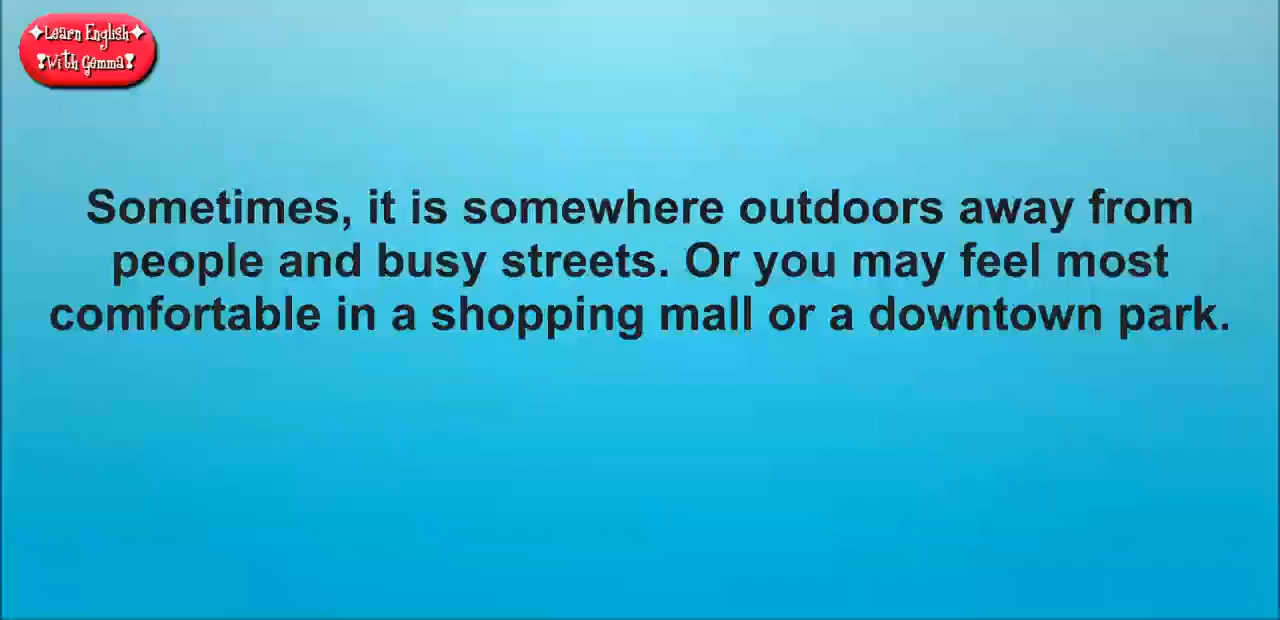 ✦Learn English✦
❣With Gemma❣
Sometimes, it is somewhere outdoors away from
people and busy streets. Or you may feel most
comfortable in a shopping mall or a downtown park.